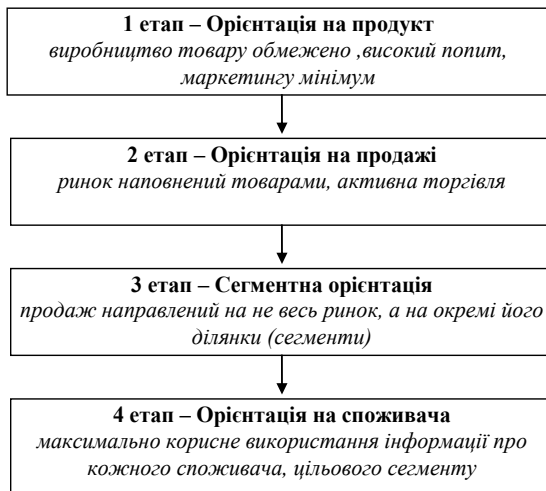 1 етап – Орієнтація на продукт
виробництво товару обмежено ,високий попит,
маркетингу мінімум
2 етап – Орієнтація на продажі
ринок наповнений товарами, активна торгівля
3 етап – Сегментна орієнтація
продаж направлений на не весь ринок, а на окремі його
ділянки (сегменти)
4 етап – Орієнтація на споживача
максимально корисне використання інформації про
кожного споживача, цільового сегменту